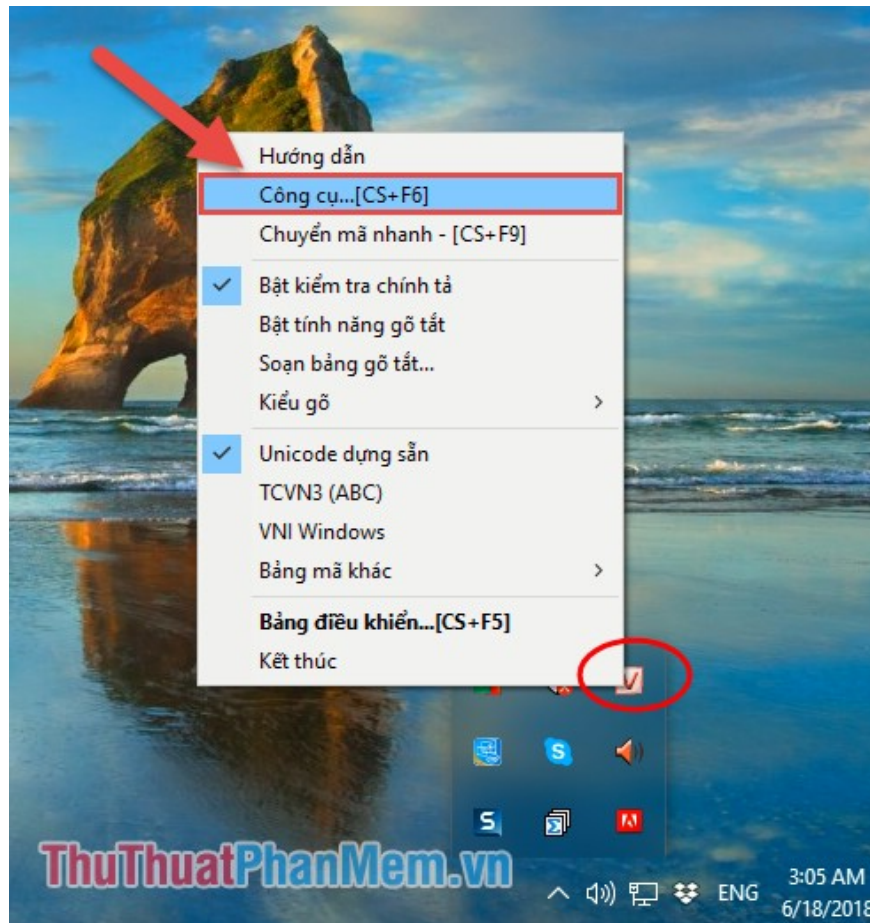 Hướng dẫn
Công cụ...[CS+F6]
Chuyển mã nhanh - [CS+F9]
Bật kiểm tra chính tả
Bật tính năng gõ tắt
Soạn bảng gõ tắt...
Kiểu gõ
Unicode dựng sẵn
TCVN3 (ABC)
VNI Windows
Bảng mã khác
Bảng điều khiển...[CS+F5]
Kết thúc
ThuThuatPhanMem.vn
ENG
3:05 AM
6/18/2018